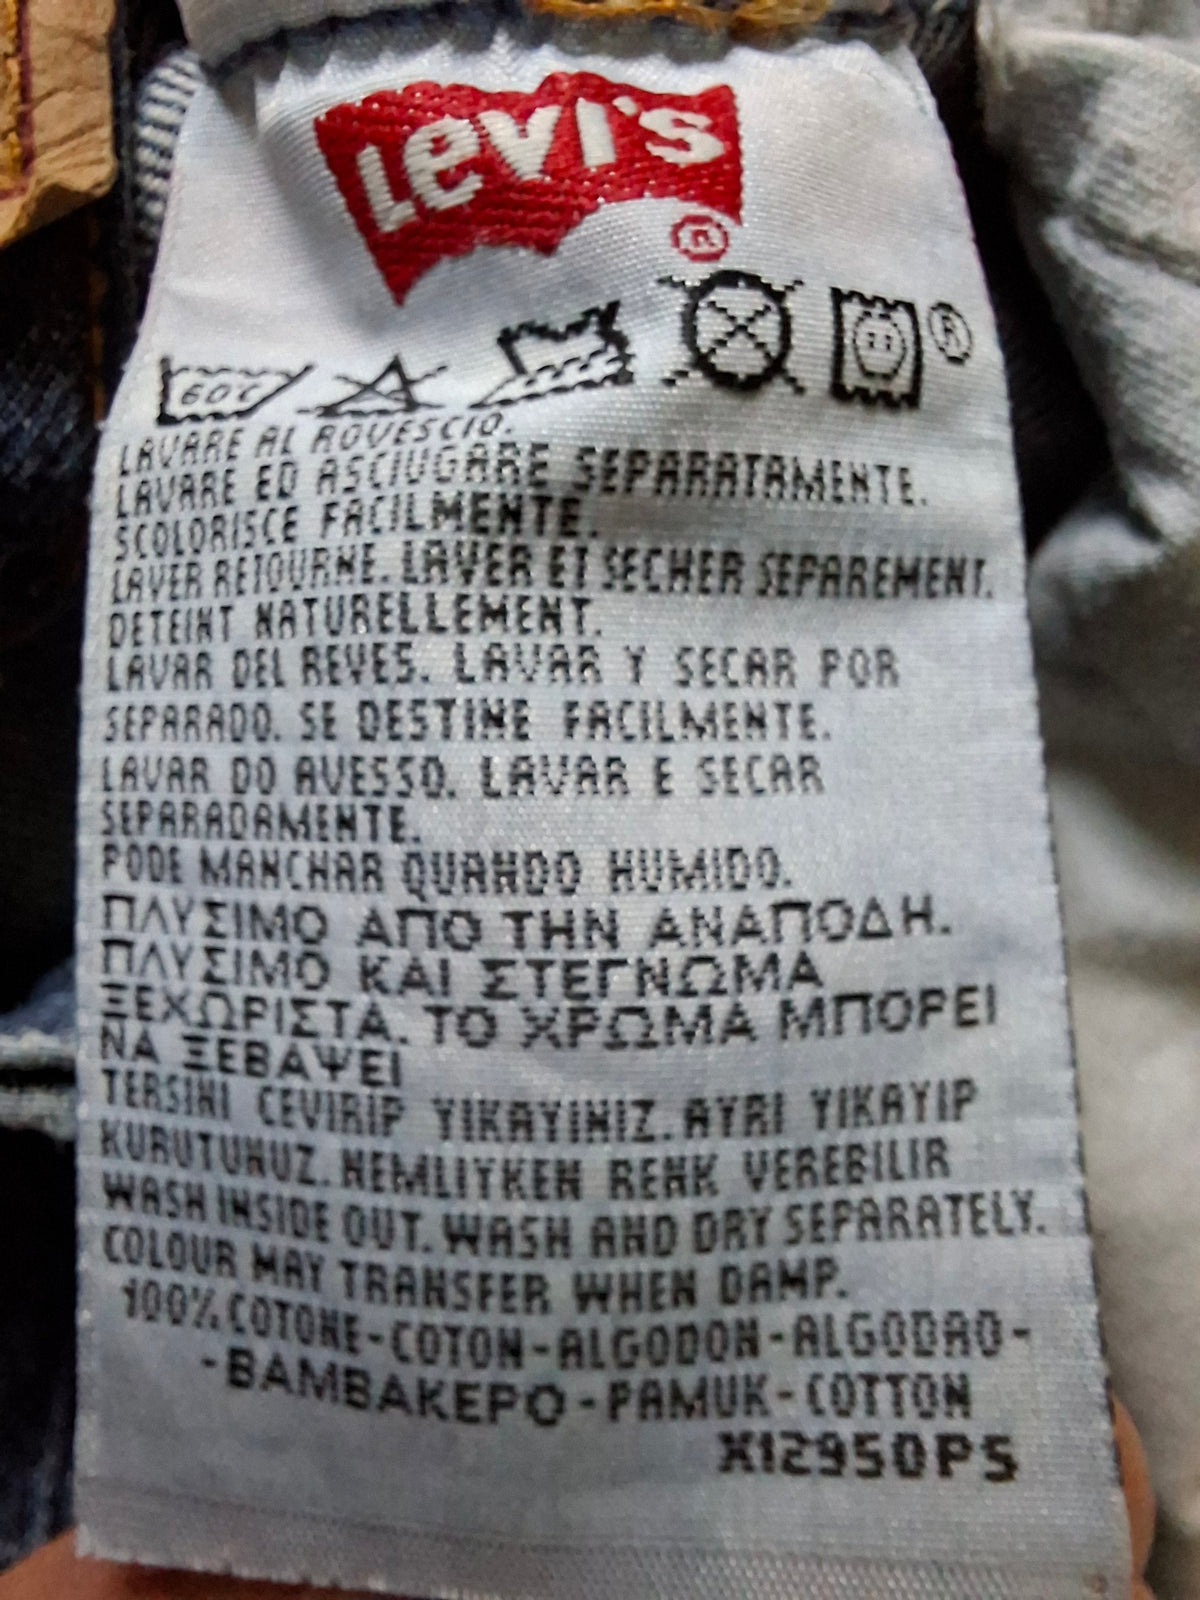 Levi's
®
60°C
®
LAVARE AL ROVESCIO.
LAVARE ED ASCIUGARE SEPARATAMENTE.
SCOLORISCE FACILMENTE.
LAVER RETOURNE. LAVER ET SECHER SEPAREMENT.
DETEINT NATURELLEMENT.
LAVAR DEL REVES. LAVAR Y SECAR POR
SEPARADO. SE DESTINE FACILMENTE.
LAVAR DO AVESSO. LAVAR E SECAR
SEPARADAMENTE.
PODE MANCHAR QUANDO HUMIDO.
ΠΛΥΣΙΜΟ ΑΠΟ ΤΗΝ ΑΝΑΠΟΔΗ.
ΠΛΥΣΙΜΟ ΚΑΙ ΣΤΕΓΝΩΜΑ
ΞΕΧΩΡΙΣΤΑ. ΤΟ ΧΡΩΜΑ ΜΠΟΡΕΙ
ΝΑ ΞΕΒΑΨΕΙ
TERSINI CEVIRIP YIKAYINIZ. AYRI YIKAYIP
KURUTUNUZ. NEMLIYKEN RENK VEREBILIR
WASH INSIDE OUT. WASH AND DRY SEPARATELY.
COLOUR MAY TRANSFER WHEN DAMP.
100% COTONE-COTON-ALGODON-ALGODAO-
-ΒΑΜΒΑΚΕΡΟ-PAMUK-COTTON
X12950PS